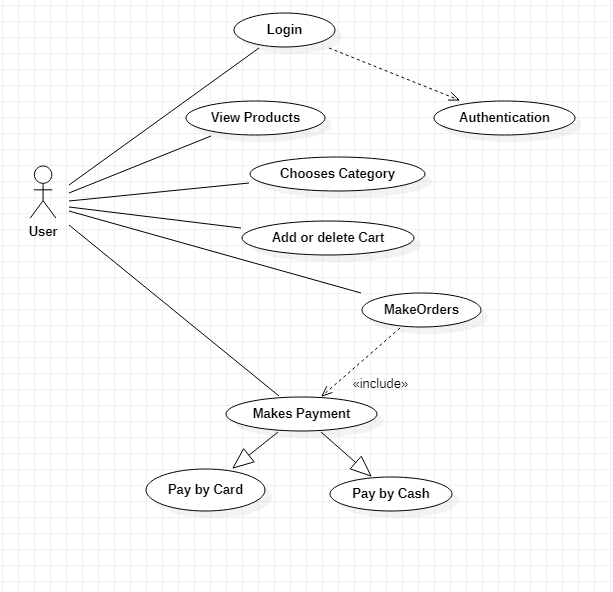 Login
View Products
Authentication
Chooses Category
User
Add or delete Cart
MakeOrders
«include»
Makes Payment
Pay by Card
Pay by Cash